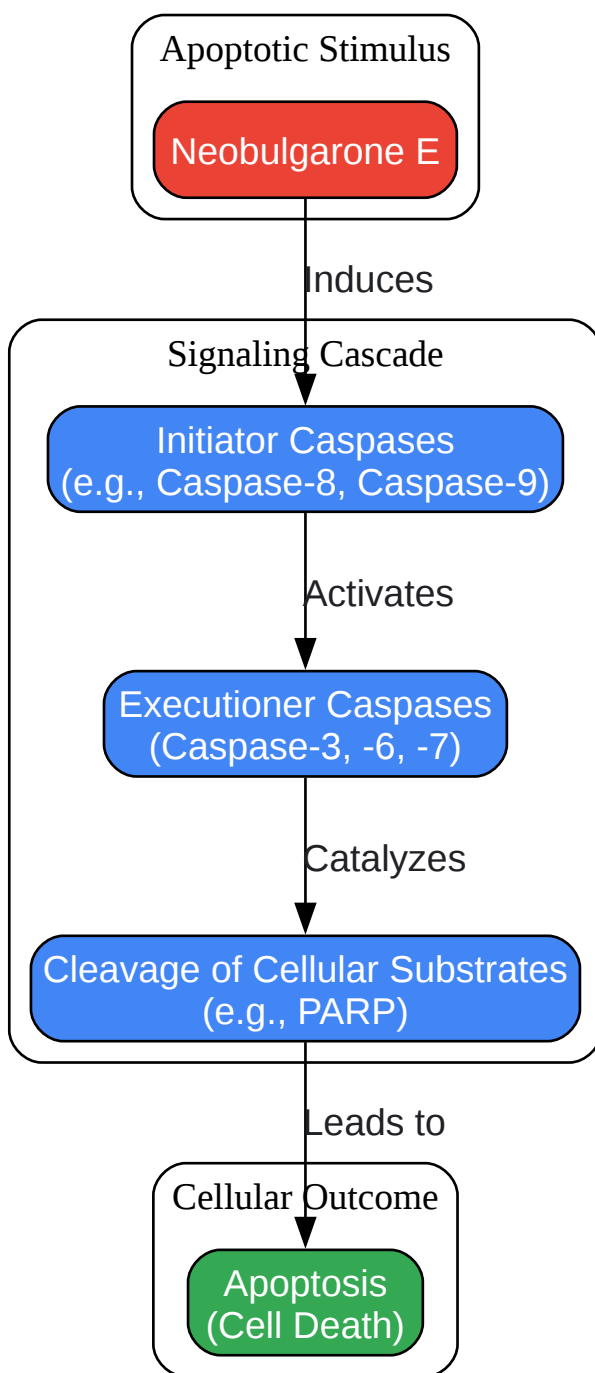 Apoptotic Stimulus
Neobulgarone E
Induces
Signaling Cascade
Initiator Caspases
(e.g., Caspase-8, Caspase-9)
Activates
Executioner Caspases
(Caspase-3, -6, -7)
Catalyzes
Cleavage of Cellular Substrates
(e.g., PARP)
Leads to
Cellular Outcome
Apoptosis
(Cell Death)